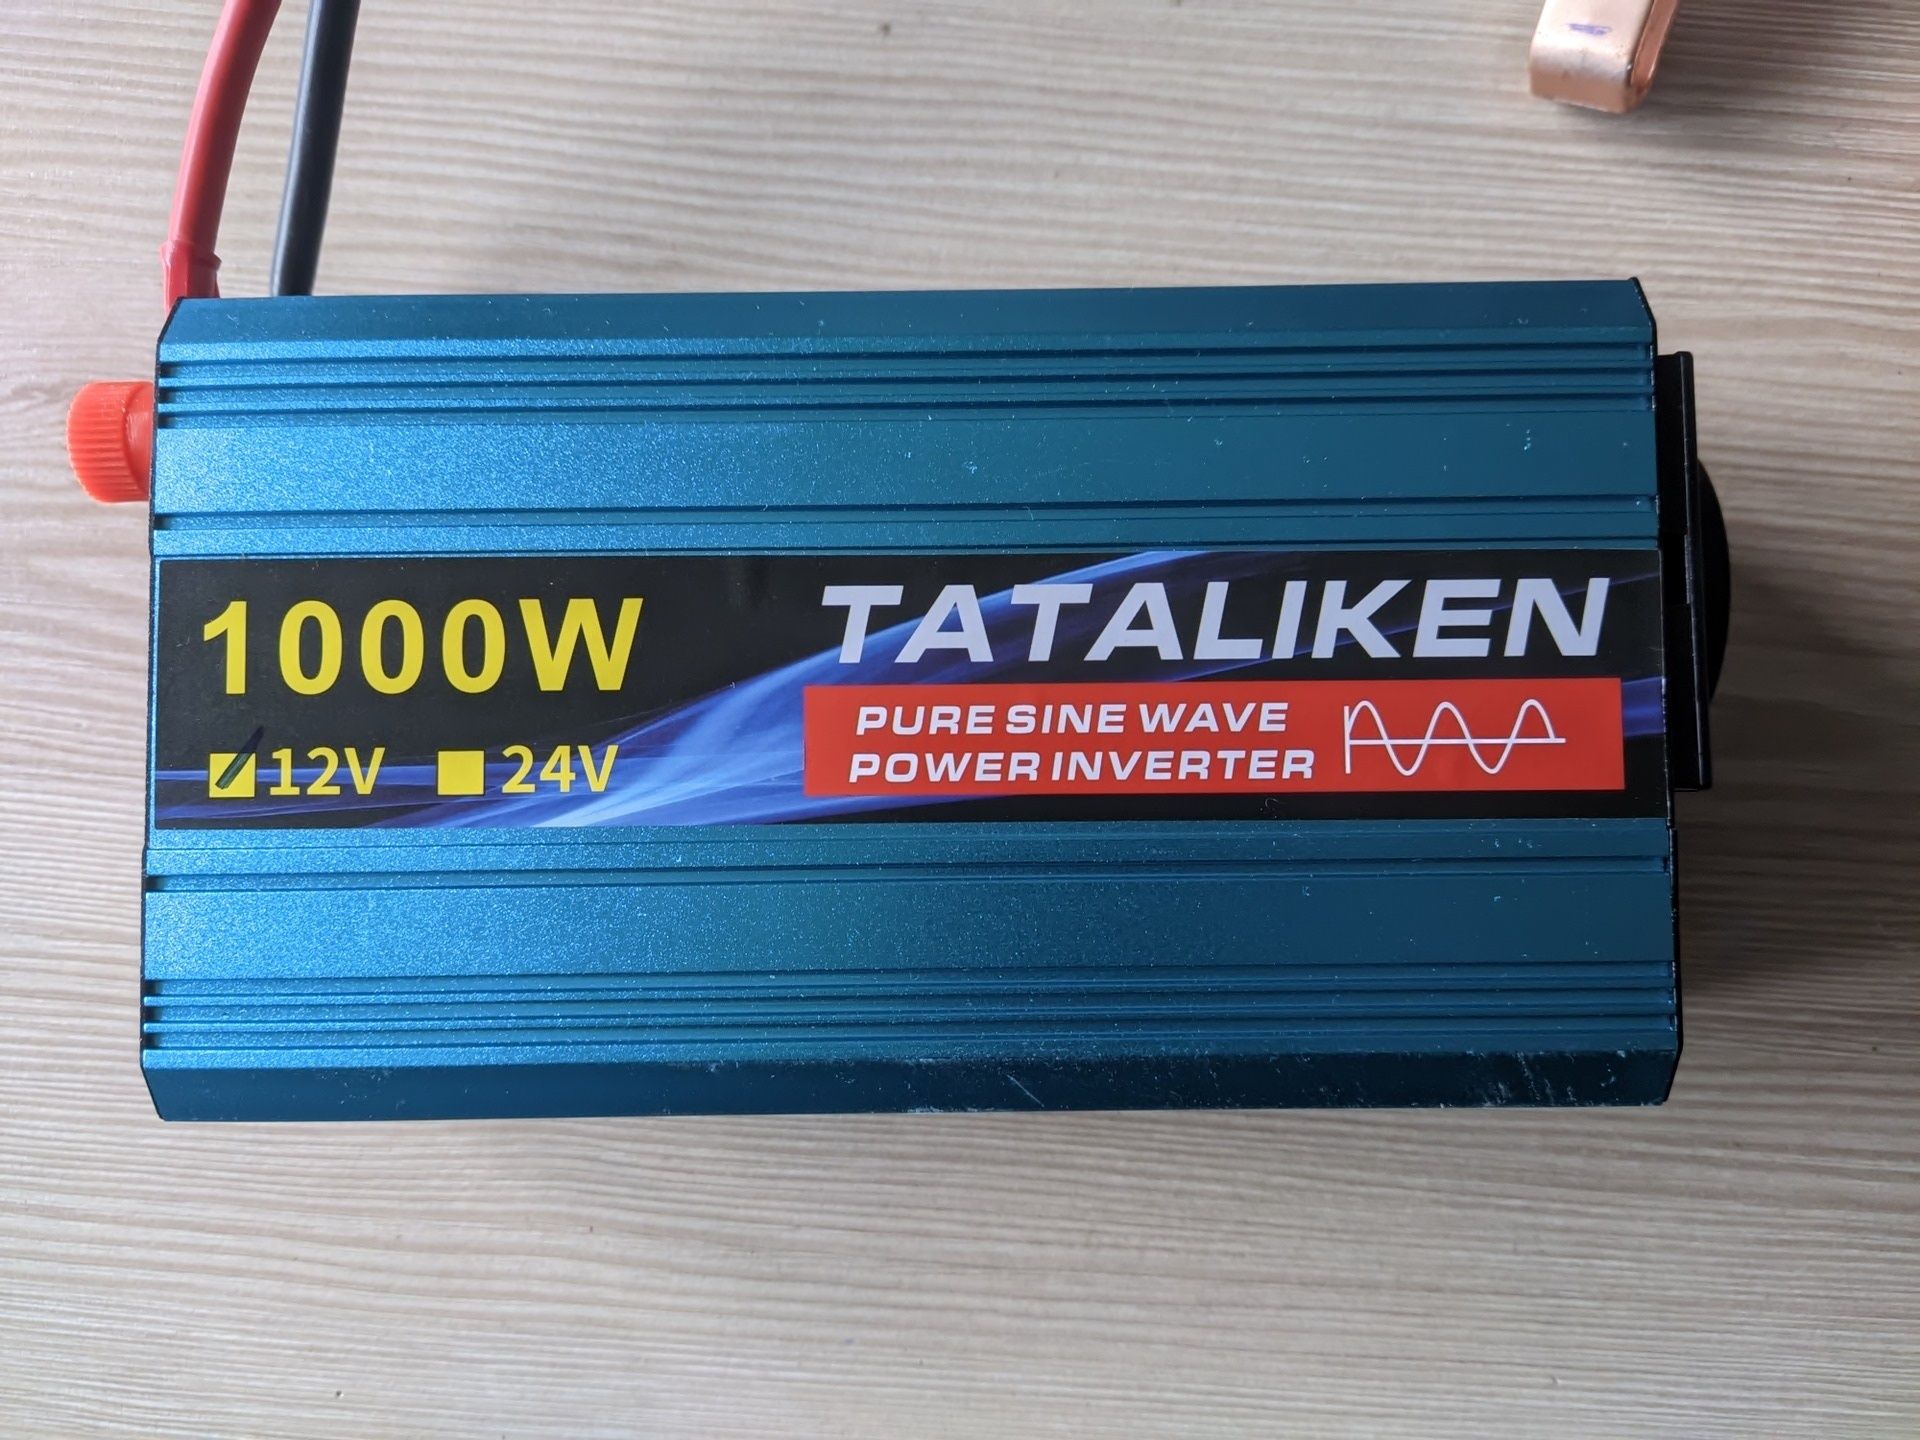 1000W
12V 24V
TATALIKEN
PURE SINE WAVE
POWER INVERTER